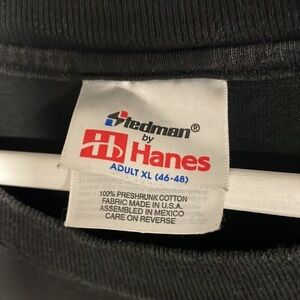 Stedman®
by
Hanes
ADULT XL (46-48)
100% PRESHRUNK COTTON
FABRIC MADE IN U.S.A.
ASSEMBLED IN MEXICO
CARE ON REVERSE